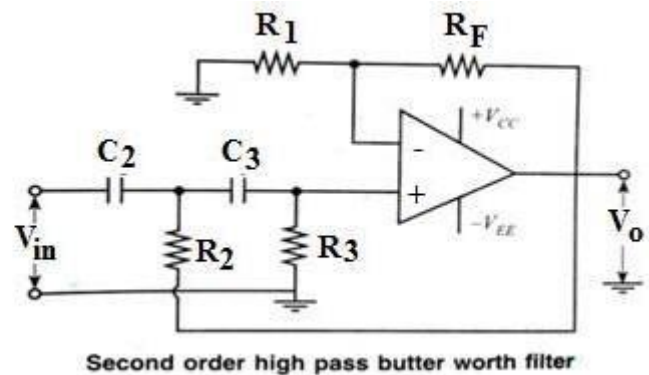 R1
RF
+VCC
C2
C3
-
+
Vin
R2
R3
-VEE
Vo
Second order high pass butter worth filter